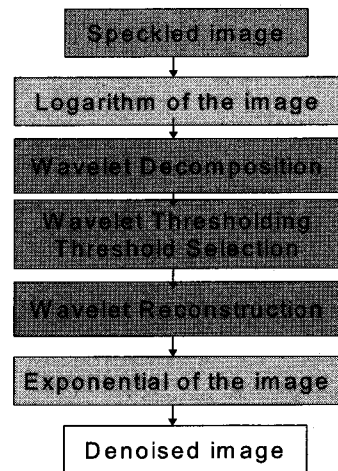 Speckled image
Logarithm of the image
Wavelet Decomposition
Wavelet Thresholding
Threshold Selection
Wavelet Reconstruction
Exponential of the image
Denoised image